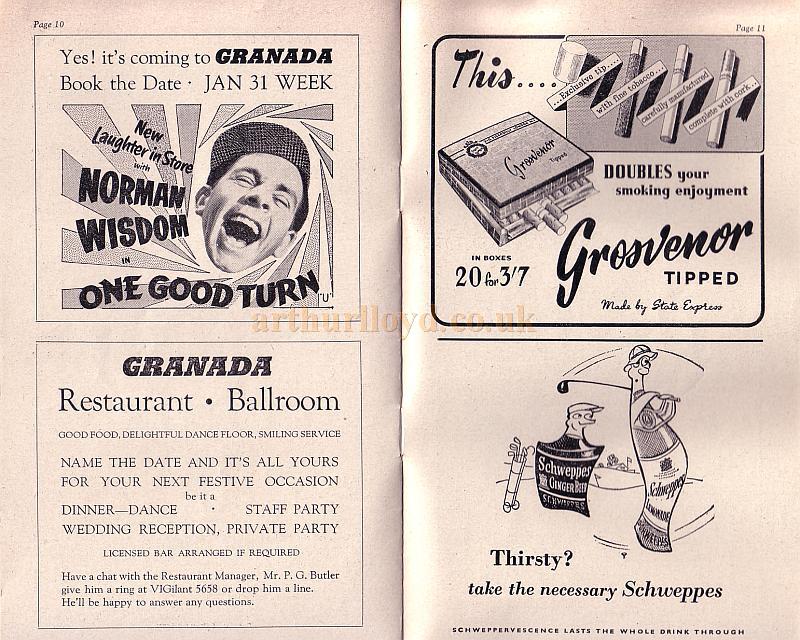 Page 10
Yes! it's coming to GRANADA
Book the Date · JAN 31 WEEK
New
Laughter in Store
with
NORMAN
WISDOM
IN
ONE GOOD TURN
"U"
GRANADA
Restaurant • Ballroom
GOOD FOOD, DELIGHTFUL DANCE FLOOR, SMILING SERVICE
NAME THE DATE AND IT'S ALL YOURS
FOR YOUR NEXT FESTIVE OCCASION
be it a
DINNER—DANCE · STAFF PARTY
WEDDING RECEPTION, PRIVATE PARTY
LICENSED BAR ARRANGED IF REQUIRED
Have a chat with the Restaurant Manager, Mr. P. G. Butler
give him a ring at VIGilant 5658 or drop him a line.
He'll be happy to answer any questions.
Page 11
This....
...Exclusive tip....
with fine tobacco...
carefully manufactured
complete with cork...
Grosvenor
Tipped
DOUBLES your
smoking enjoyment
IN BOXES
20 for 3/7
Grosvenor
TIPPED
Made by State Express
Schweppes
GINGER BEER
SCHWEPPES
Schweppes
LEMONADE
SCHWEPPES
Thirsty?
take the necessary Schweppes
SCHWEPPERVESCENCE LASTS THE WHOLE DRINK THROUGH
arthurlloyd.co.uk